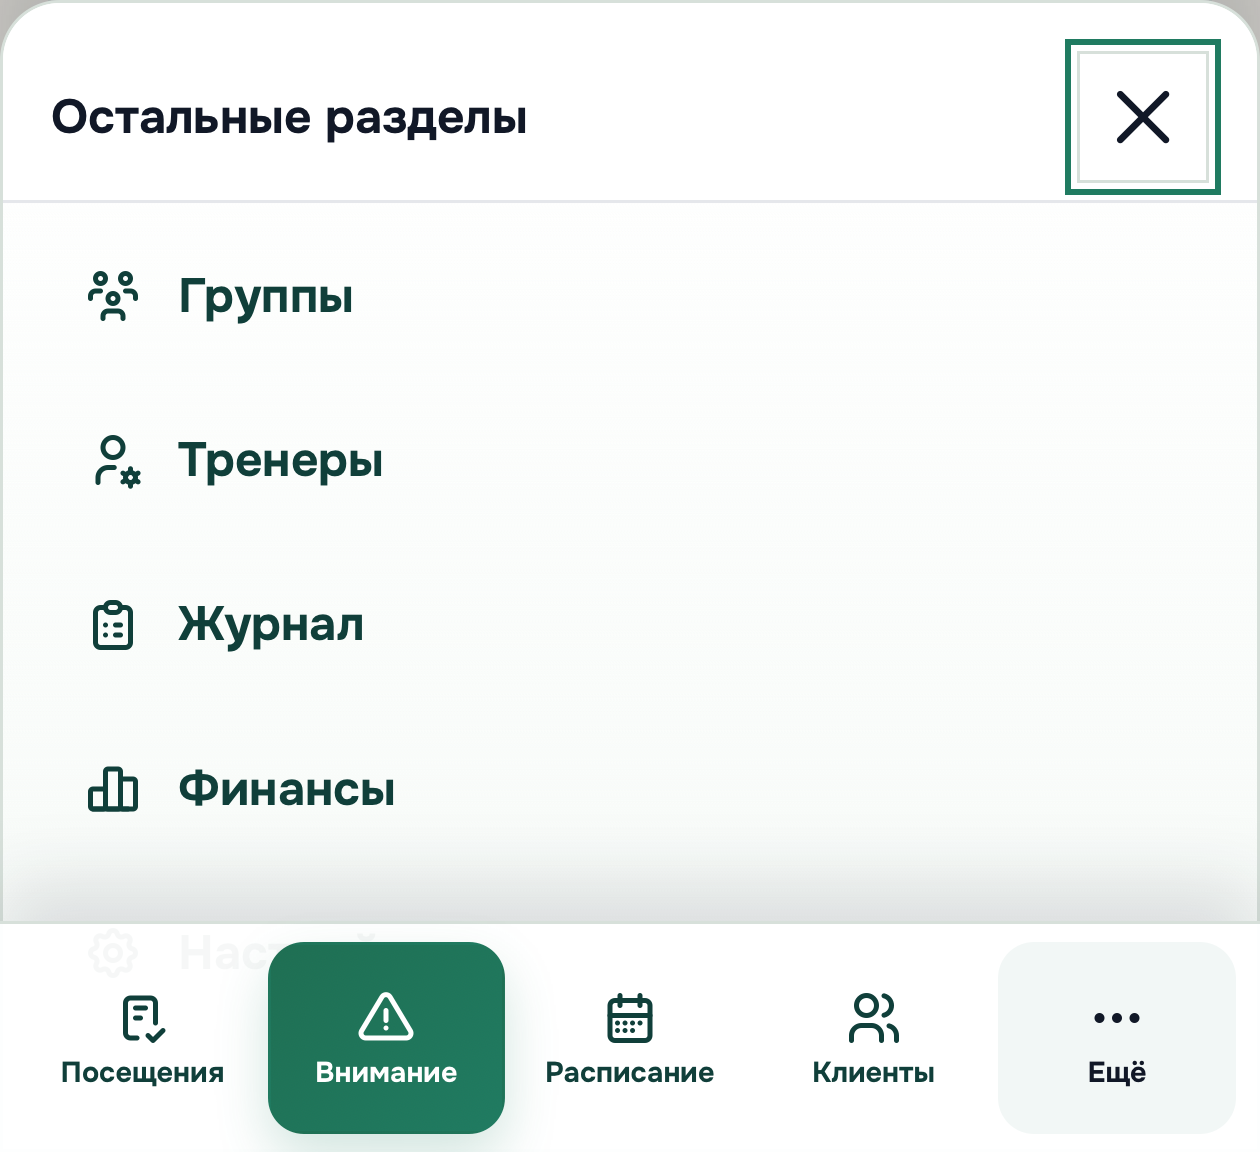 Остальные разделы
Группы
Тренеры
Журнал
Финансы
Посещения
Внимание
Расписание
Клиенты
Ещё